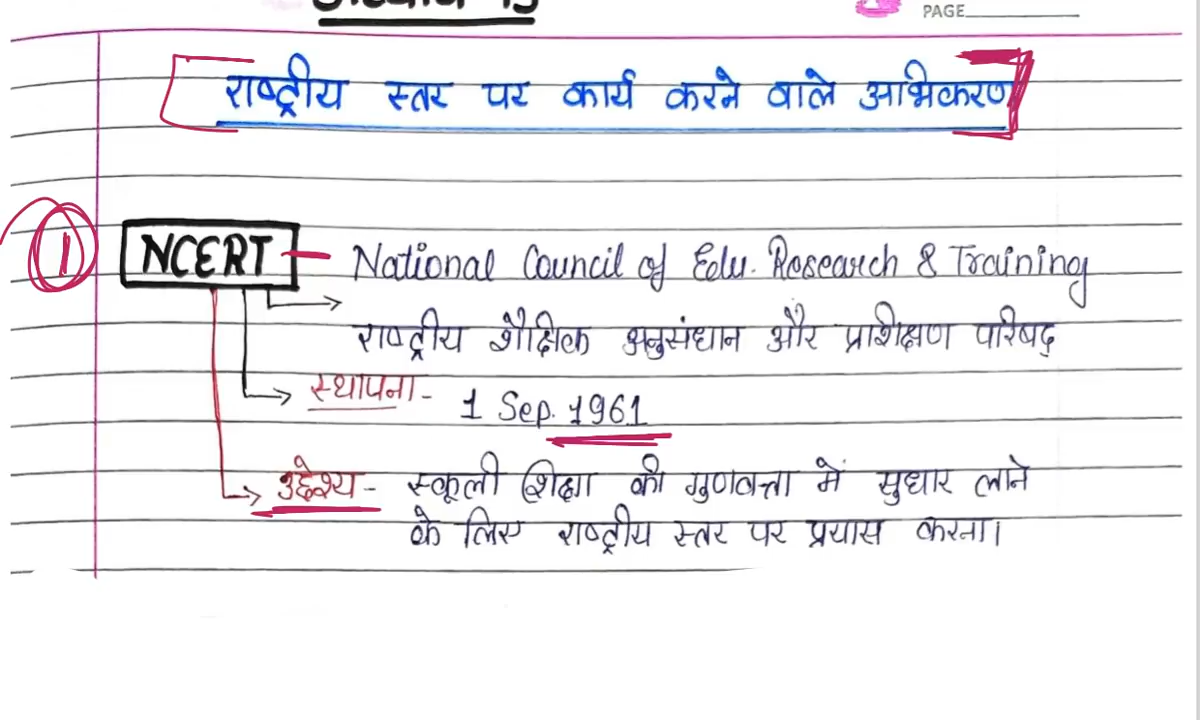 PAGE
राष्ट्रीय स्तर पर कार्य करने वाले अभिकरण
1 NCERT - National Council of Edu. Research & Training
राष्ट्रीय शैक्षिक अनुसंधान और प्रशिक्षण परिषद्
स्थापना - 1 Sep. 1961
उद्देश्य - स्कूली शिक्षा की गुणवत्ता में सुधार लाने
के लिए राष्ट्रीय स्तर पर प्रयास करना।